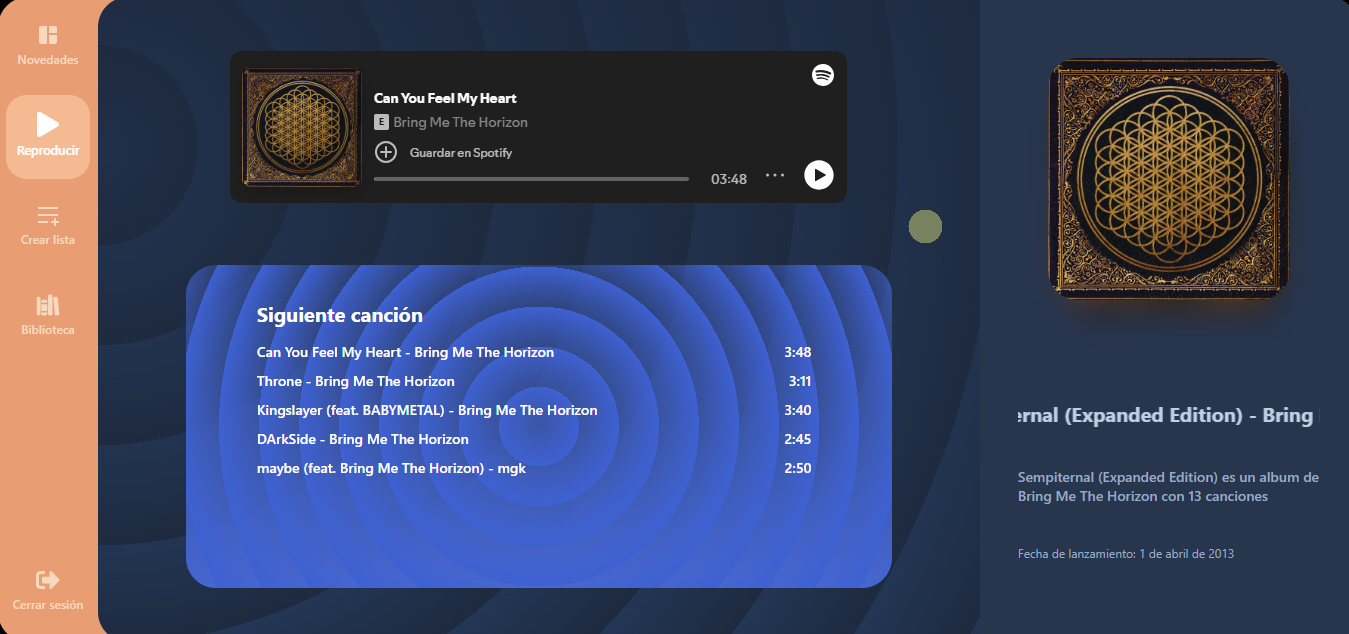 Novedades
Reproducir
Crear lista
Biblioteca
Cerrar sesión
Can You Feel My Heart
E Bring Me The Horizon
Guardar en Spotify
03:48
Siguiente canción
Can You Feel My Heart - Bring Me The Horizon 3:48
Throne - Bring Me The Horizon 3:11
Kingslayer (feat. BABYMETAL) - Bring Me The Horizon 3:40
DArkSide - Bring Me The Horizon 2:45
maybe (feat. Bring Me The Horizon) - mgk 2:50
ernal (Expanded Edition) - Bring
Sempiternal (Expanded Edition) es un album de
Bring Me The Horizon con 13 canciones
Fecha de lanzamiento: 1 de abril de 2013